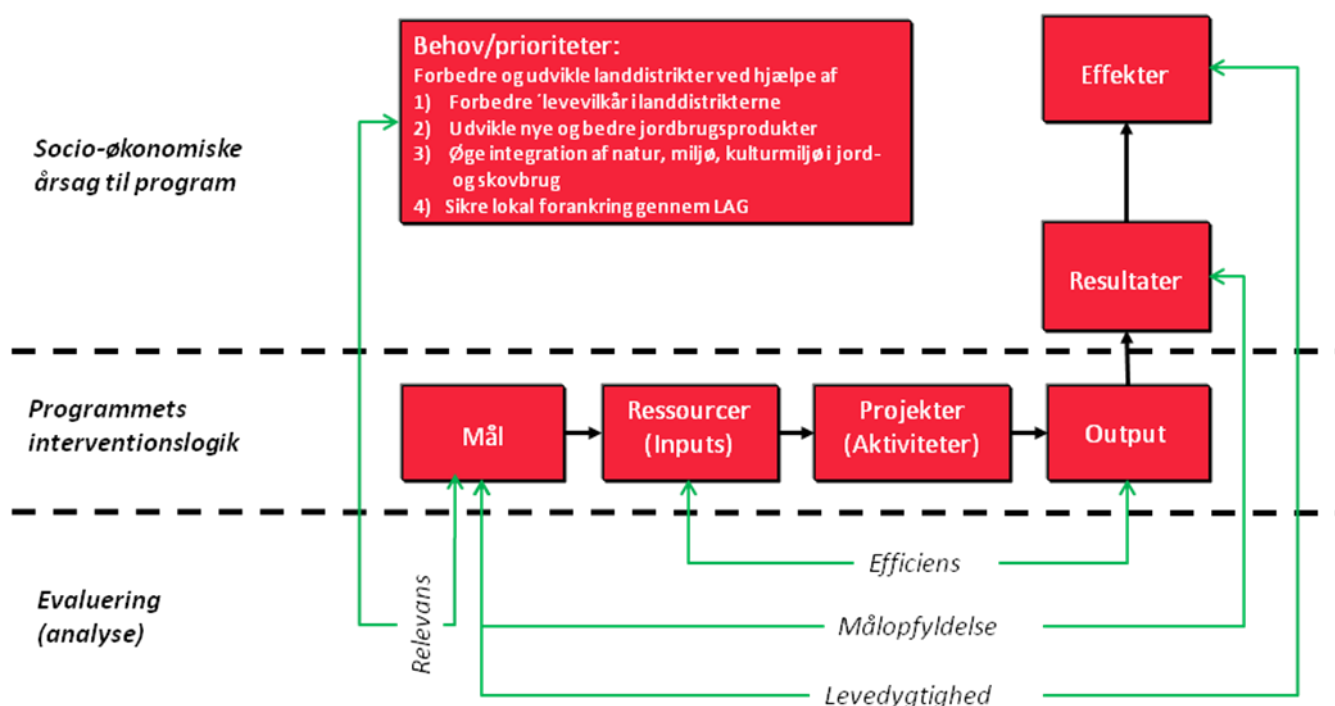 Behov/prioriteter:
Forbedre og udvikle landdistrikter ved hjælpe af
1) Forbedre ´levevilkår i landdistrikterne
2) Udvikle nye og bedre jordbrugsprodukter
3) Øge integration af natur, miljø, kulturmiljø i jord-
og skovbrug
4) Sikre lokal forankring gennem LAG
Effekter
Socio-økonomiske
årsag til program
Resultater
Programmets
interventionslogik
Mål
Ressourcer
(Inputs)
Projekter
(Aktiviteter)
Output
Evaluering
(analyse)
Relevans
Efficiens
Målopfyldelse
Levedygtighed